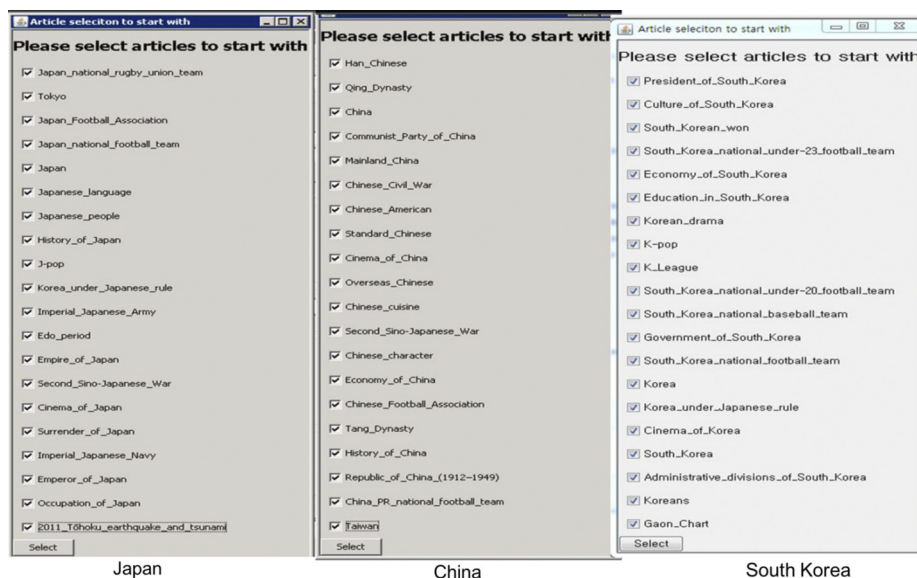 Article seleciton to start with
Please select articles to start with
Japan_national_rugby_union_team
Tokyo
Japan_Football_Association
Japan_national_football_team
Japan
Japanese_language
Japanese_people
History_of_Japan
J-pop
Korea_under_Japanese_rule
Imperial_Japanese_Army
Edo_period
Empire_of_Japan
Second_Sino-Japanese_War
Cinema_of_Japan
Surrender_of_Japan
Imperial_Japanese_Navy
Emperor_of_Japan
Occupation_of_Japan
2011_Tōhoku_earthquake_and_tsunami
Select
Japan
Please select articles to start with
Han_Chinese
Qing_Dynasty
China
Communist_Party_of_China
Mainland_China
Chinese_Civil_War
Chinese_American
Standard_Chinese
Cinema_of_China
Overseas_Chinese
Chinese_cuisine
Second_Sino-Japanese_War
Chinese_character
Economy_of_China
Chinese_Football_Association
Tang_Dynasty
History_of_China
Republic_of_China_(1912-1949)
China_PR_national_football_team
Taiwan
Select
China
Article seleciton to start with
Please select articles to start with
President_of_South_Korea
Culture_of_South_Korea
South_Korean_won
South_Korea_national_under-23_football_team
Economy_of_South_Korea
Education_in_South_Korea
Korean_drama
K-pop
K_League
South_Korea_national_under-20_football_team
South_Korea_national_baseball_team
Government_of_South_Korea
South_Korea_national_football_team
Korea
Korea_under_Japanese_rule
Cinema_of_Korea
South_Korea
Administrative_divisions_of_South_Korea
Koreans
Gaon_Chart
Select
South Korea